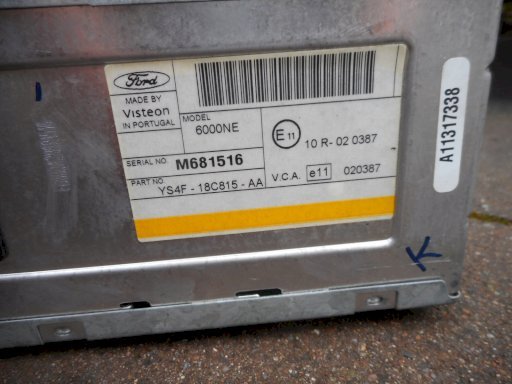 Ford
MADE BY
Visteon
IN PORTUGAL
MODEL
6000NE
SERIAL NO.
M681516
PART NO.
YS4F - 18C815 - AA
E 11
10 R- 02 0387
V.C.A. e11 020387
A11317338
K